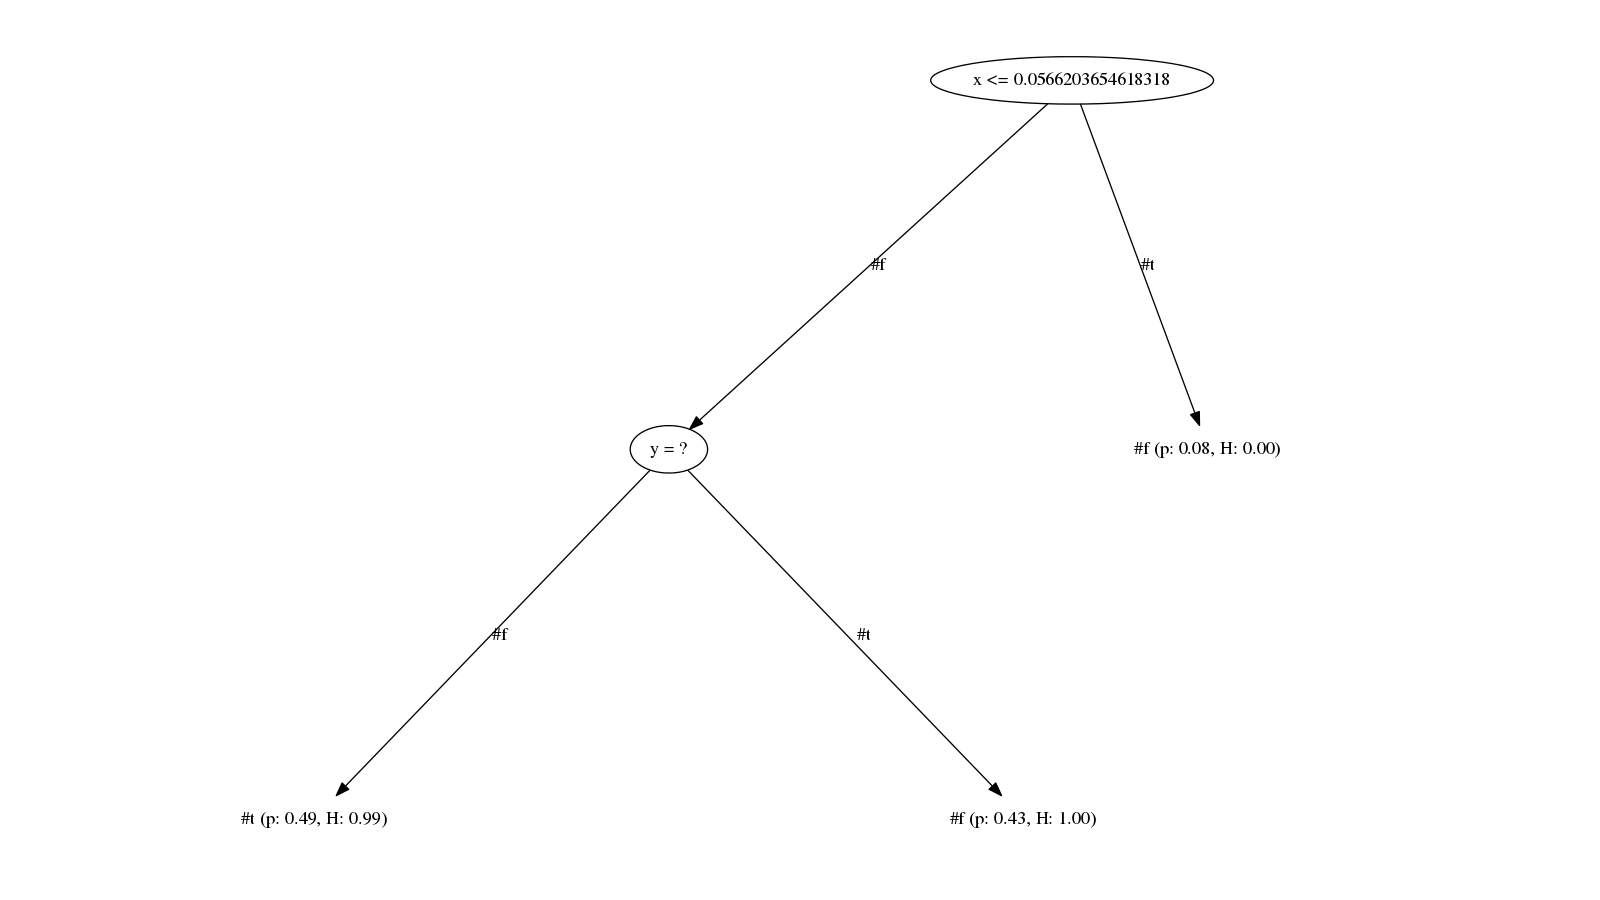 x <= 0.0566203654618318
#f
#t
y = ?
#f (p: 0.08, H: 0.00)
#f
#t
#t (p: 0.49, H: 0.99)
#f (p: 0.43, H: 1.00)